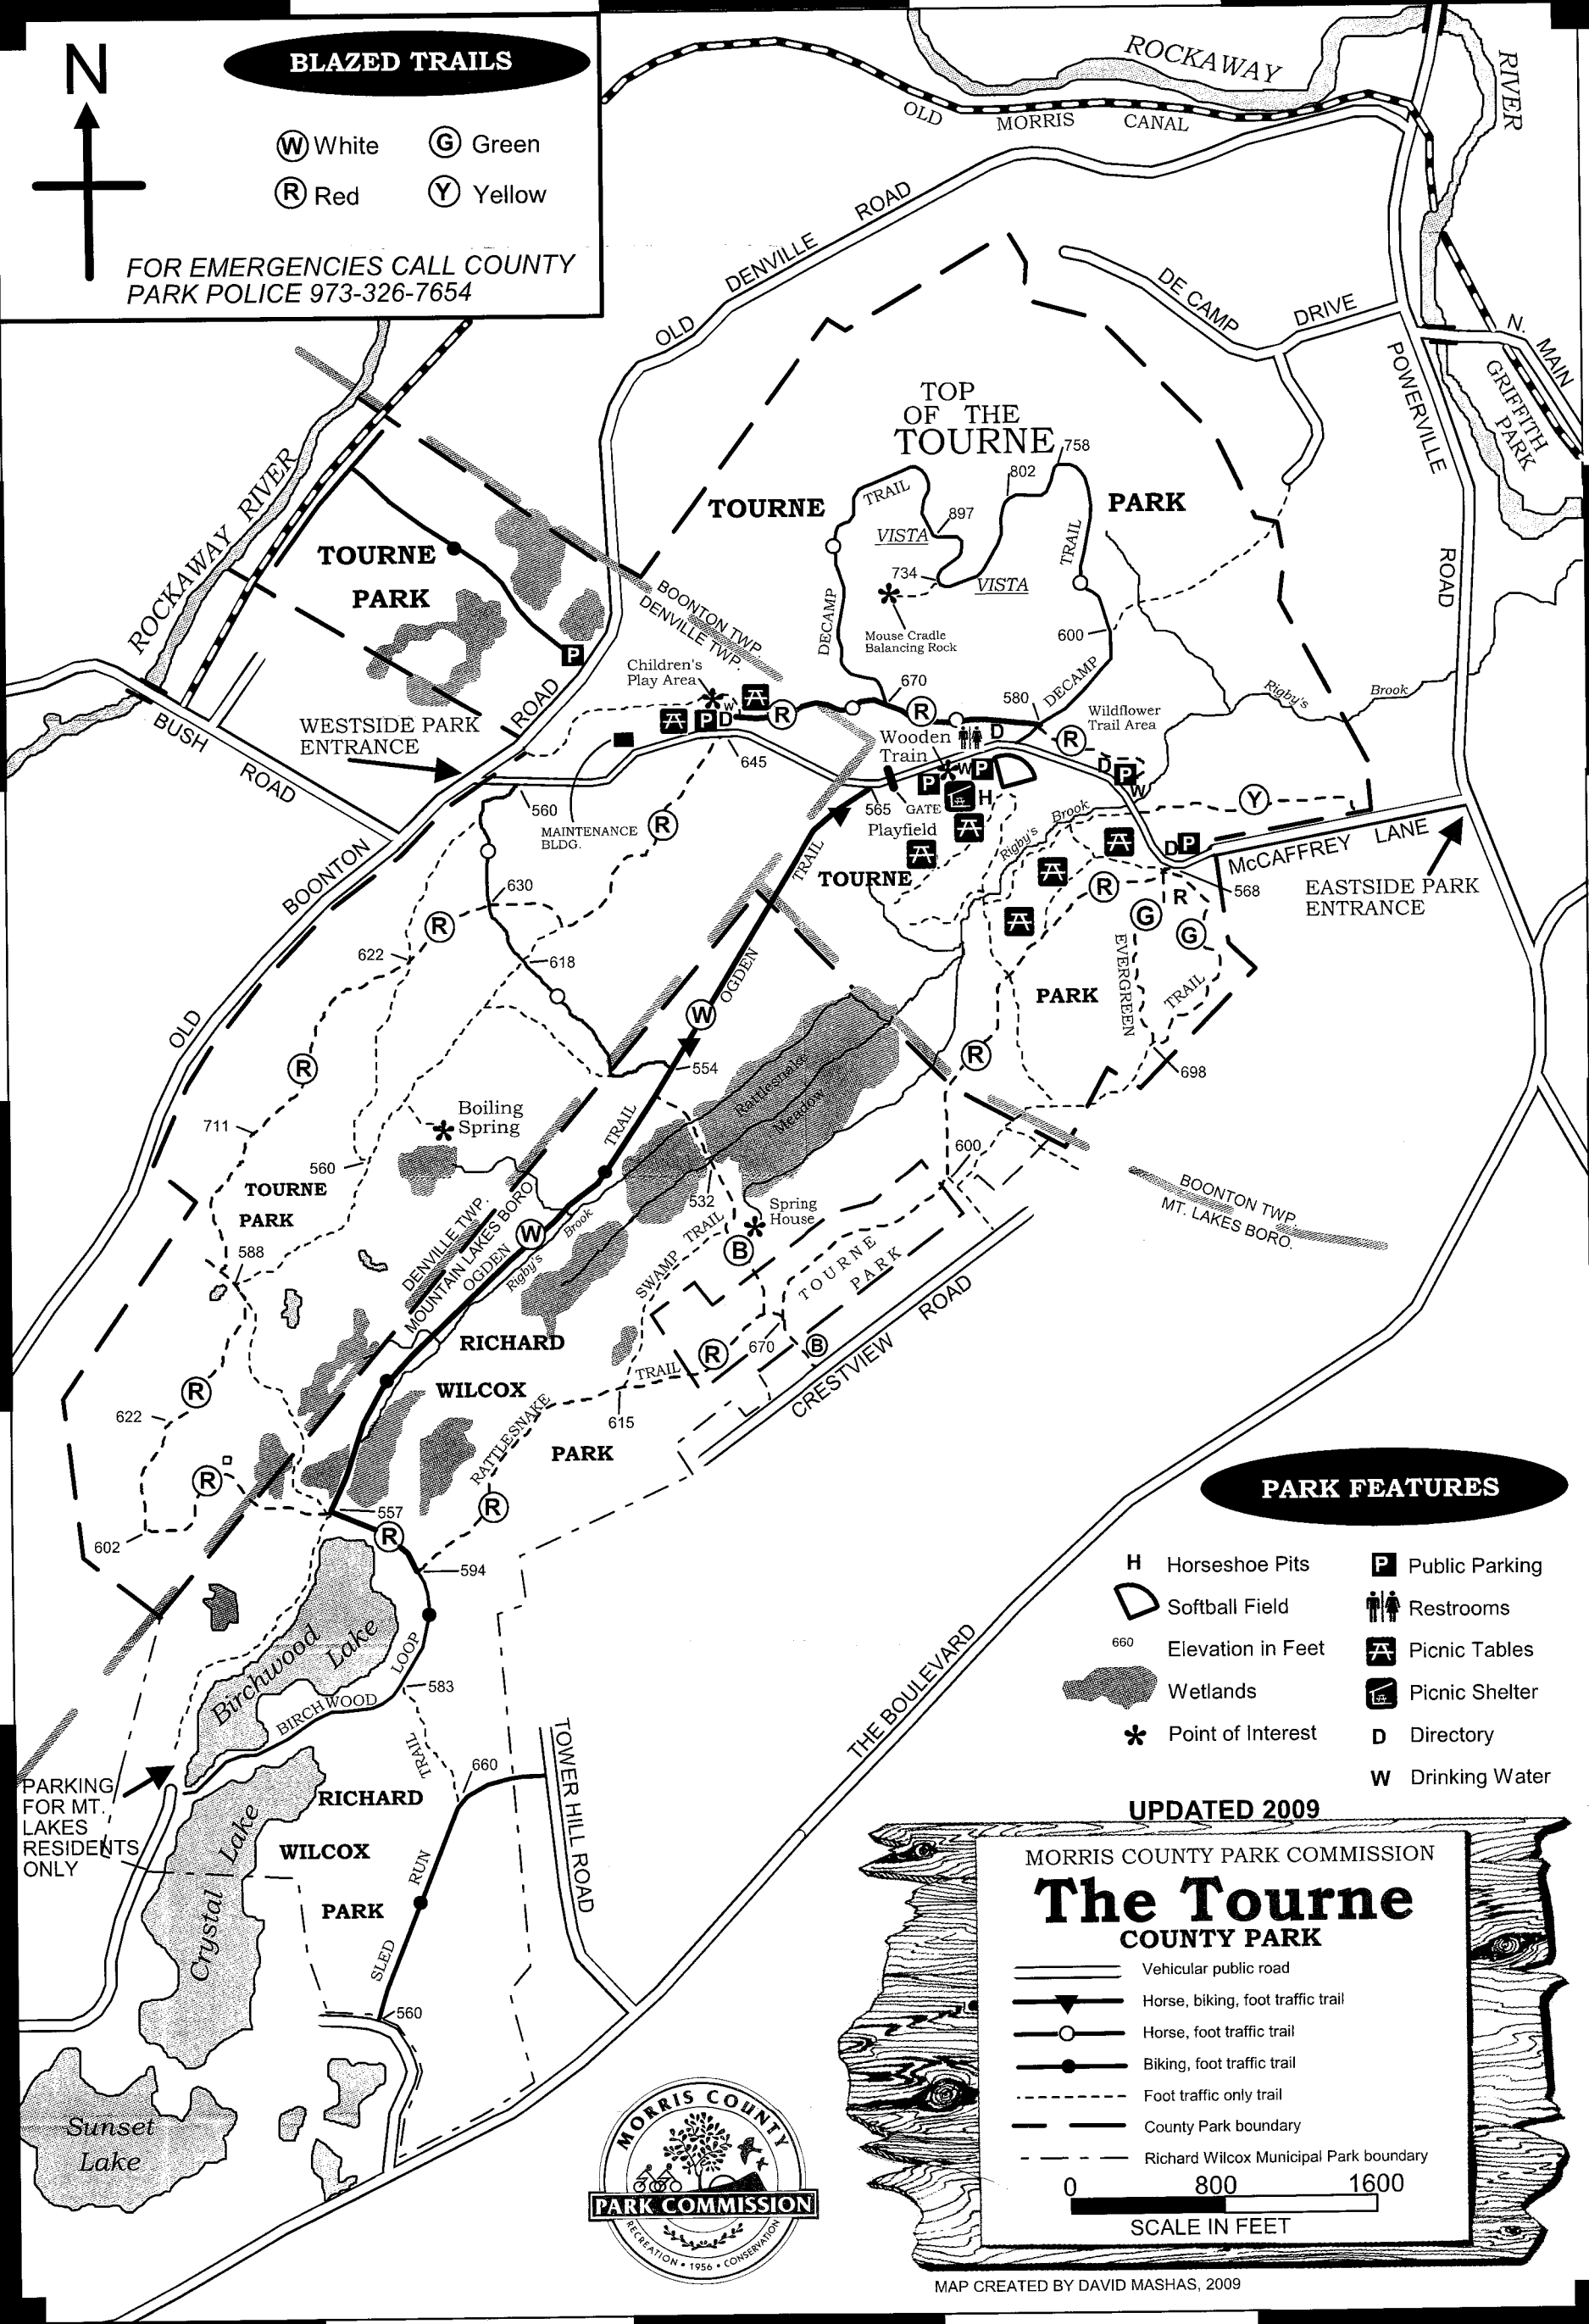 N
BLAZED TRAILS
W White
G Green
R Red
Y Yellow
FOR EMERGENCIES CALL COUNTY
PARK POLICE 973-326-7654
ROCKAWAY
RIVER
OLD MORRIS CANAL
OLD DENVILLE ROAD
DE CAMP DRIVE
N. MAIN
GRIFFITH
PARK
POWERVILLE
ROAD
TOP
OF THE
TOURNE
758
802
TRAIL
TOURNE
PARK
897
VISTA
TRAIL
734
VISTA
ROCKAWAY RIVER
TOURNE
PARK
P
BOONTON TWP.
DENVILLE TWP.
DECAMP
Mouse Cradle
Balancing Rock
600
DECAMP
Children's
Play Area
670
580
Rigby's Brook
WESTSIDE PARK
ENTRANCE
ROAD
BUSH ROAD
P
D
W
R
R
Wooden
Train
D
Wildflower
Trail Area
R
645
W
P
P
D
P
W
560
MAINTENANCE
BLDG.
R
565
GATE
H
Playfield
Rigby's Brook
Y
D
P
McCAFFREY LANE
EASTSIDE PARK
ENTRANCE
BOONTON
OLD
TRAIL
TOURNE
630
R
622
618
R
R
568
G
G
EVERGREEN
TRAIL
PARK
OGDEN
W
R
R
554
698
Rattlesnake
Meadow
Boiling
Spring
711
560
TRAIL
600
TOURNE
PARK
532
Spring
House
BOONTON TWP.
MT. LAKES BORO.
DENVILLE TWP.
MOUNTAIN LAKES BORO
OGDEN
W
Rigby's Brook
SWAMP TRAIL
B
588
TOURNE
PARK
RICHARD
WILCOX
PARK
R
670
B
TRAIL
CRESTVIEW ROAD
R
622
615
RATTLESNAKE
R
R
602
557
R
594
Birchwood
Lake
LOOP
BIRCHWOOD
583
TRAIL
660
TOWER HILL ROAD
THE BOULEVARD
PARKING
FOR MT.
LAKES
RESIDENTS
ONLY
Crystal Lake
RICHARD
WILCOX
PARK
SLED RUN
560
Sunset
Lake
PARK FEATURES
H Horseshoe Pits
P Public Parking
Softball Field
Restrooms
660 Elevation in Feet
Picnic Tables
Wetlands
Picnic Shelter
Point of Interest
D Directory
W Drinking Water
UPDATED 2009
MORRIS COUNTY PARK COMMISSION
The Tourne
COUNTY PARK
Vehicular public road
Horse, biking, foot traffic trail
Horse, foot traffic trail
Biking, foot traffic trail
Foot traffic only trail
County Park boundary
Richard Wilcox Municipal Park boundary
0 800 1600
SCALE IN FEET
MORRIS COUNTY
PARK COMMISSION
RECREATION • 1956 • CONSERVATION
MAP CREATED BY DAVID MASHAS, 2009